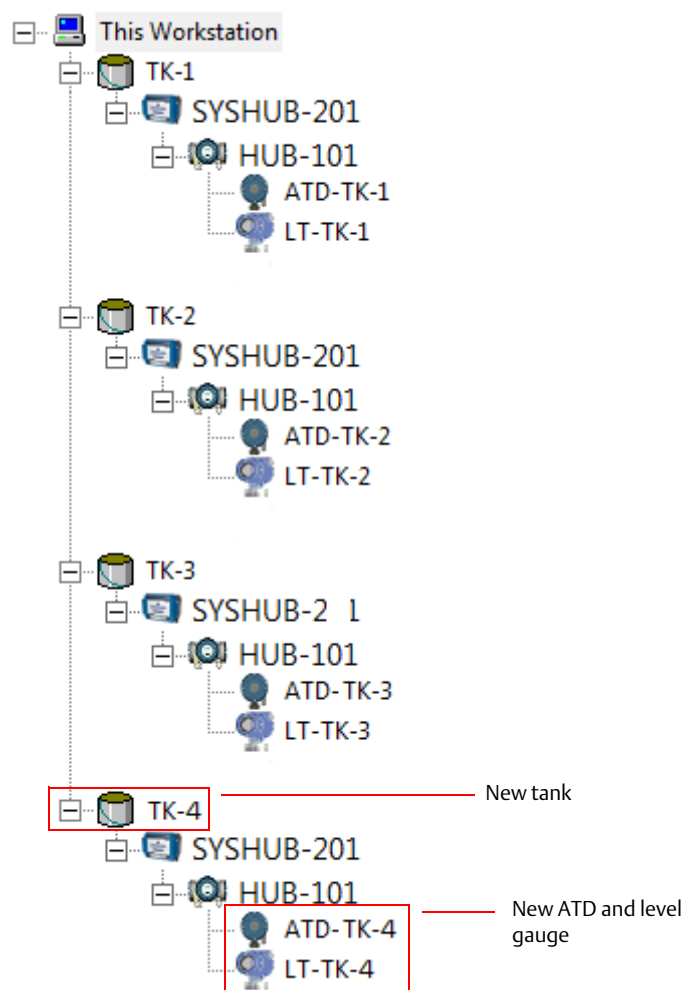 This Workstation
TK-1
SYSHUB-201
HUB-101
ATD-TK-1
LT-TK-1
TK-2
SYSHUB-201
HUB-101
ATD-TK-2
LT-TK-2
TK-3
SYSHUB-2 1
HUB-101
ATD-TK-3
LT-TK-3
TK-4
New tank
SYSHUB-201
HUB-101
ATD-TK-4
LT-TK-4
New ATD and level
gauge